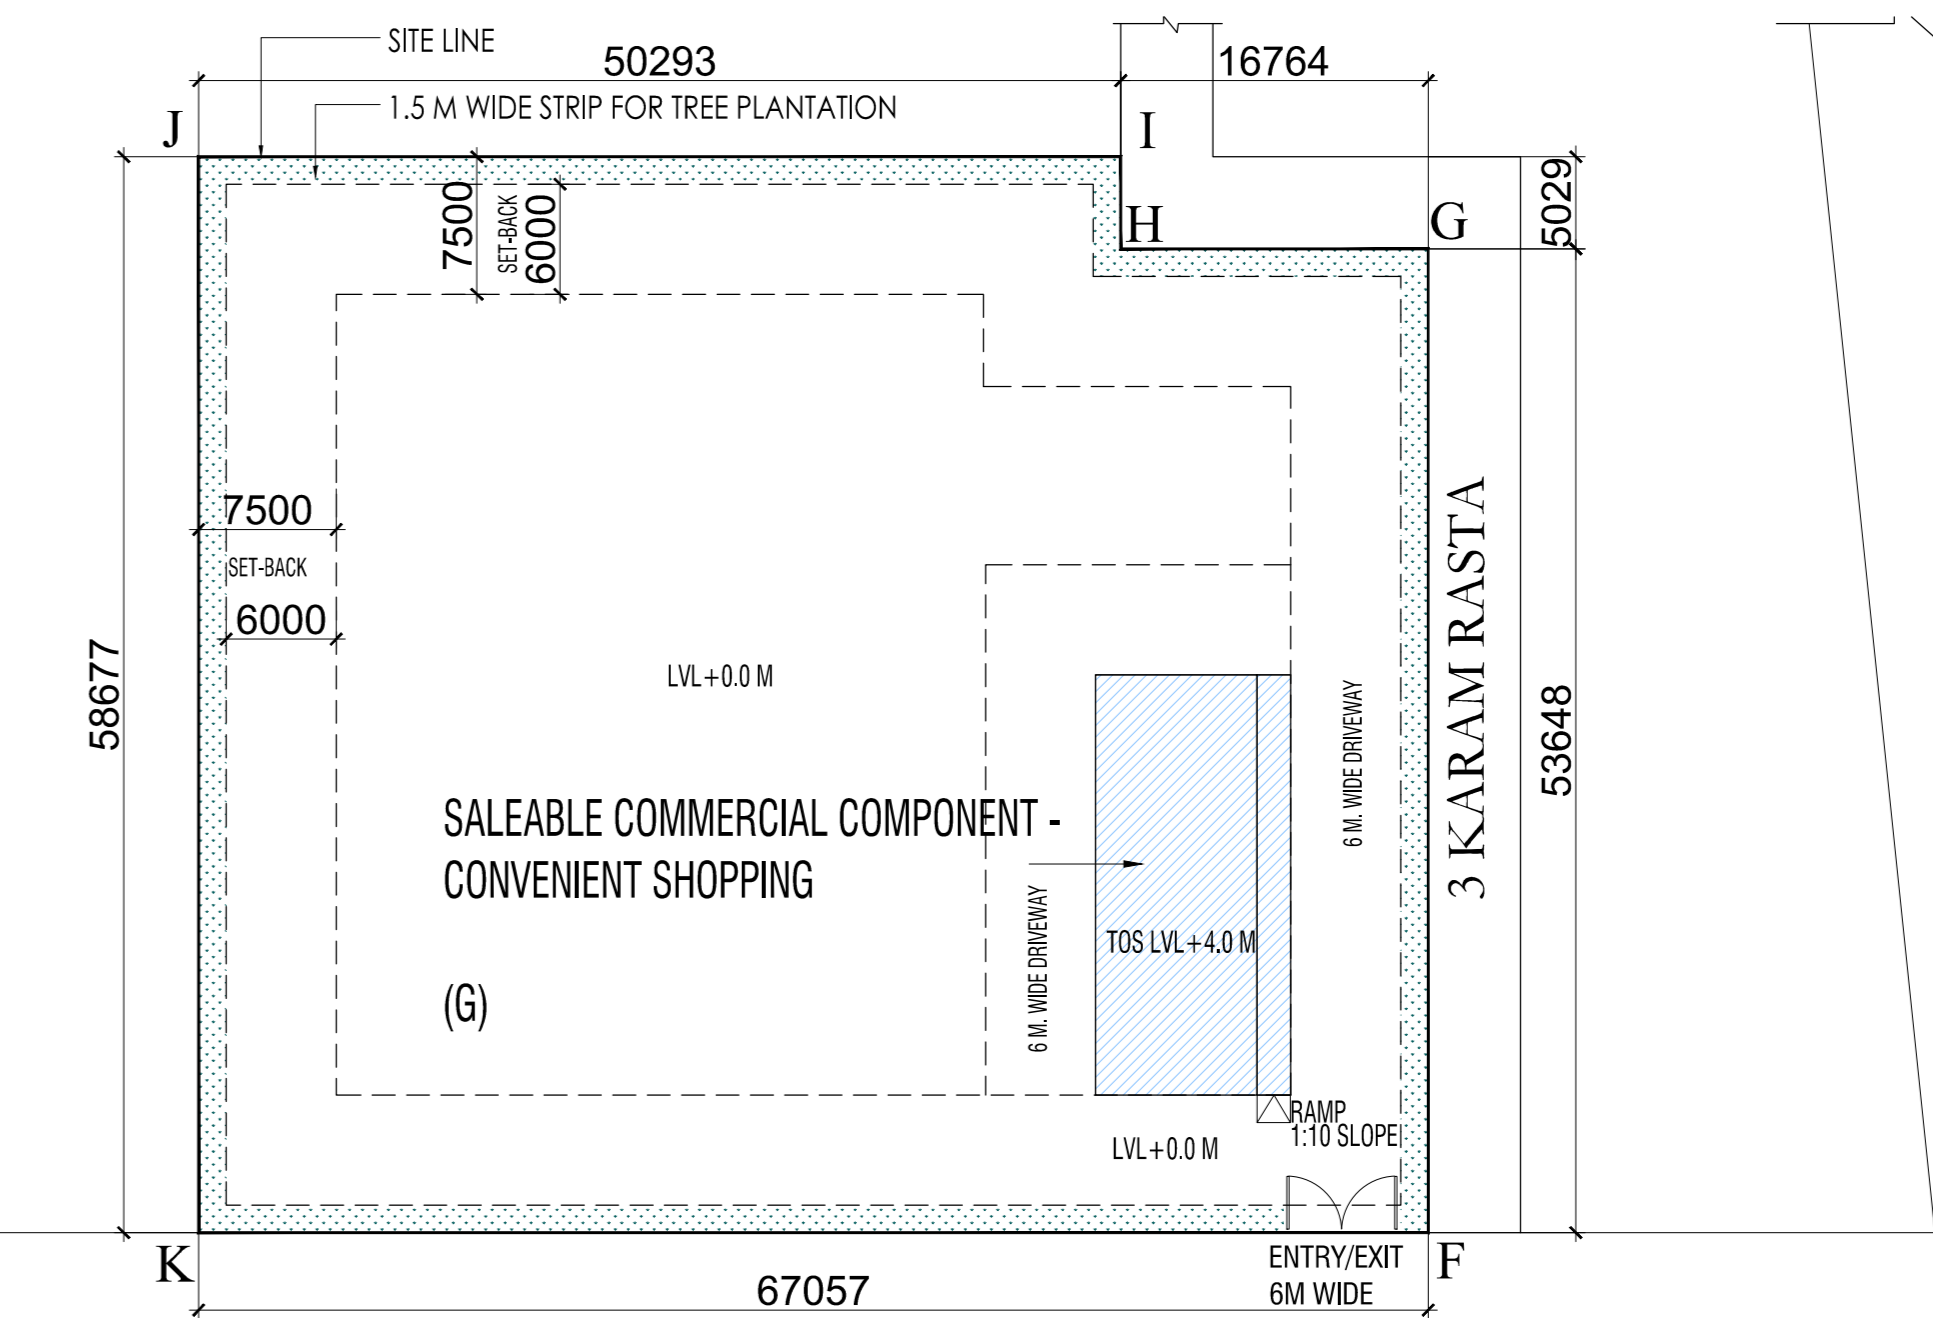 SITE LINE
50293
16764
1.5 M WIDE STRIP FOR TREE PLANTATION
J
I
7500
SET-BACK
6000
H
G
5029
7500
SET-BACK
6000
58677
LVL+0.0 M
6 M. WIDE DRIVEWAY
3 KARAM RASTA
53648
SALEABLE COMMERCIAL COMPONENT -
CONVENIENT SHOPPING
(G)
6 M. WIDE DRIVEWAY
TOS LVL+4.0 M
RAMP
1:10 SLOPE
LVL+0.0 M
K
ENTRY/EXIT
6M WIDE
F
67057